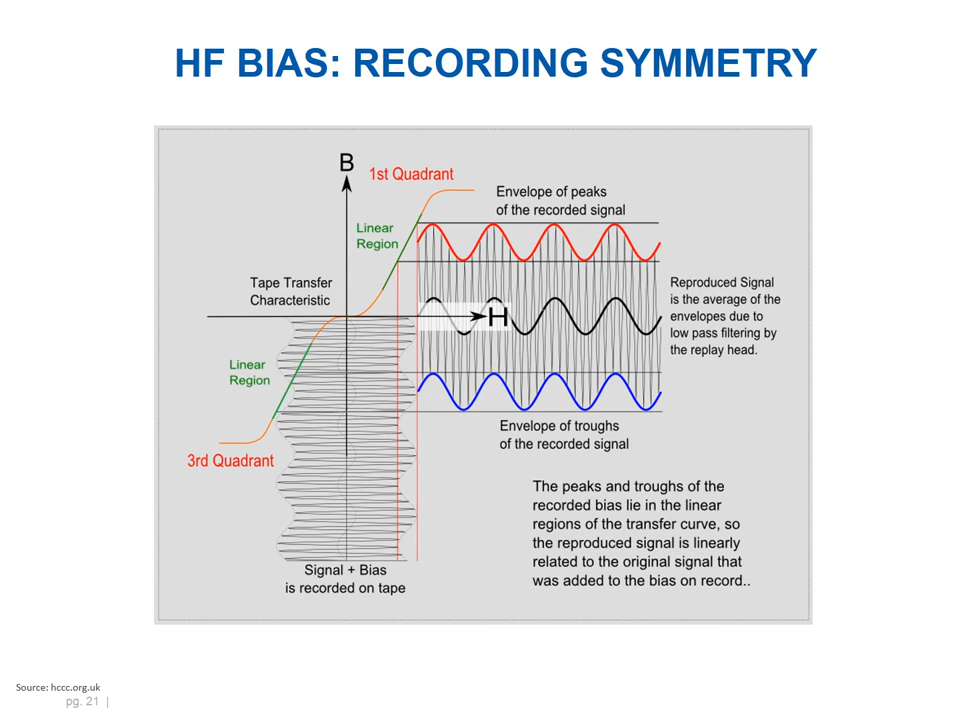 HF BIAS: RECORDING SYMMETRY
B
1st Quadrant
Envelope of peaks
of the recorded signal
Linear
Region
Tape Transfer
Characteristic
Reproduced Signal
is the average of the
envelopes due to
low pass filtering by
the replay head.
H
Linear
Region
Envelope of troughs
of the recorded signal
3rd Quadrant
The peaks and troughs of the
recorded bias lie in the linear
regions of the transfer curve, so
the reproduced signal is linearly
related to the original signal that
was added to the bias on record..
Signal + Bias
is recorded on tape
Source: hccc.org.uk
pg. 21 |